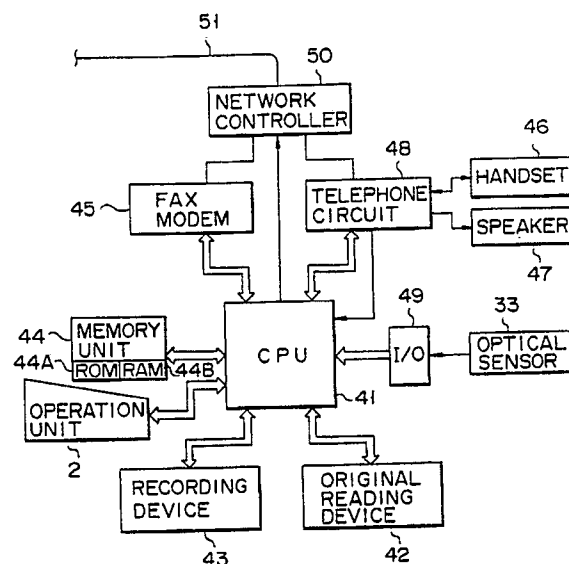 51
50
NETWORK
CONTROLLER
46
48
HANDSET
45
FAX
MODEM
TELEPHONE
CIRCUIT
SPEAKER
47
49
33
44
MEMORY
UNIT
44A
ROM
RAM
44B
CPU
I/O
OPTICAL
SENSOR
41
OPERATION
UNIT
2
RECORDING
DEVICE
43
ORIGINAL
READING
DEVICE
42